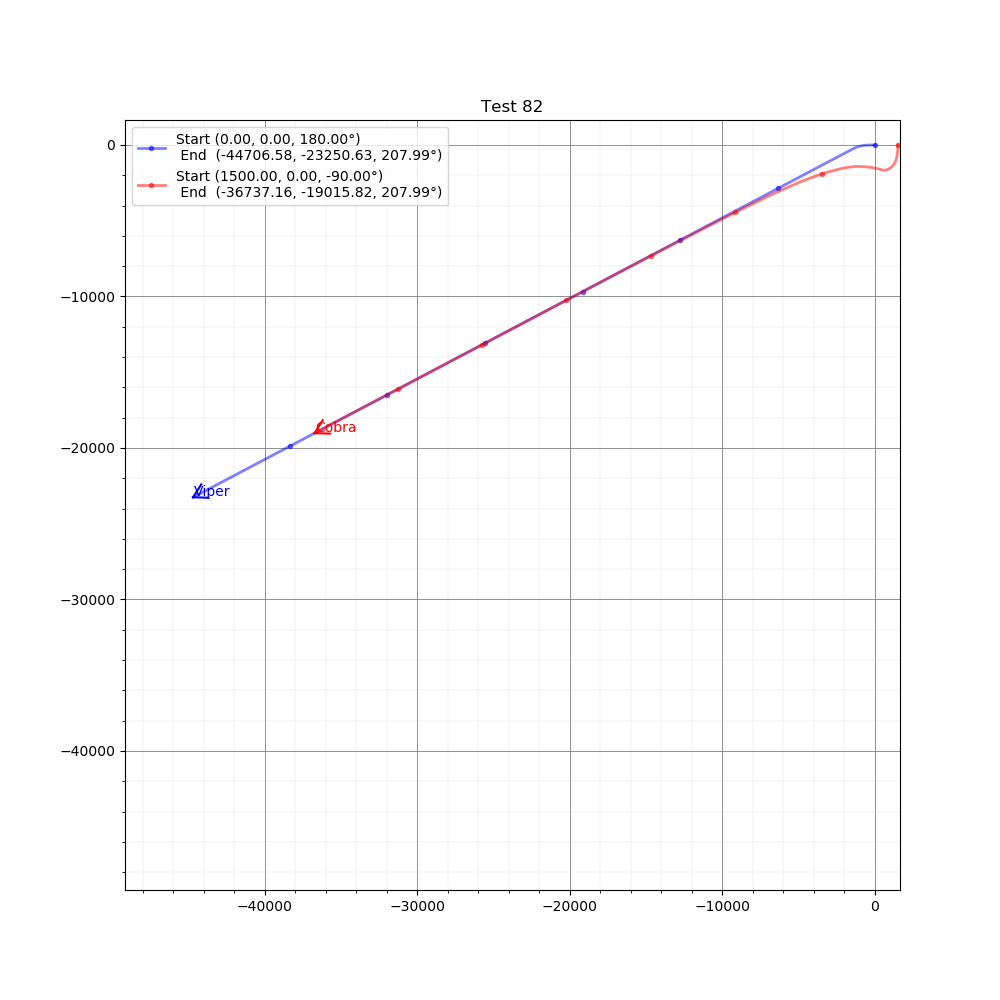 Test 82
Start (0.00, 0.00, 180.00°)
End  (-44706.58, -23250.63, 207.99°)
Start (1500.00, 0.00, -90.00°)
End  (-36737.16, -19015.82, 207.99°)
0
−10000
−20000
−30000
−40000
Cobra
Viper
−40000
−30000
−20000
−10000
0